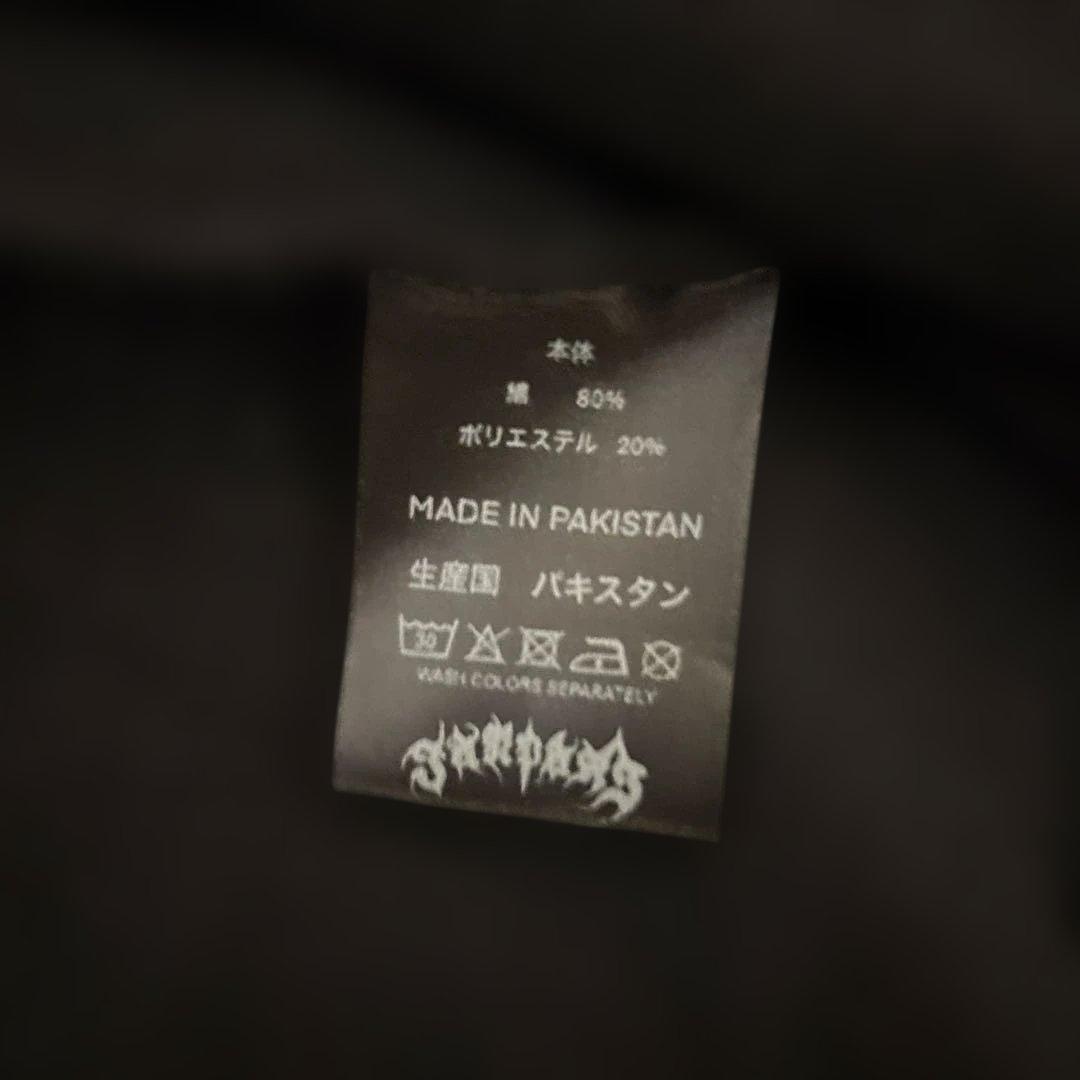 本体
綿 80%
ポリエステル 20%
MADE IN PAKISTAN
生産国 パキスタン
30
WASH COLORS SEPARATELY